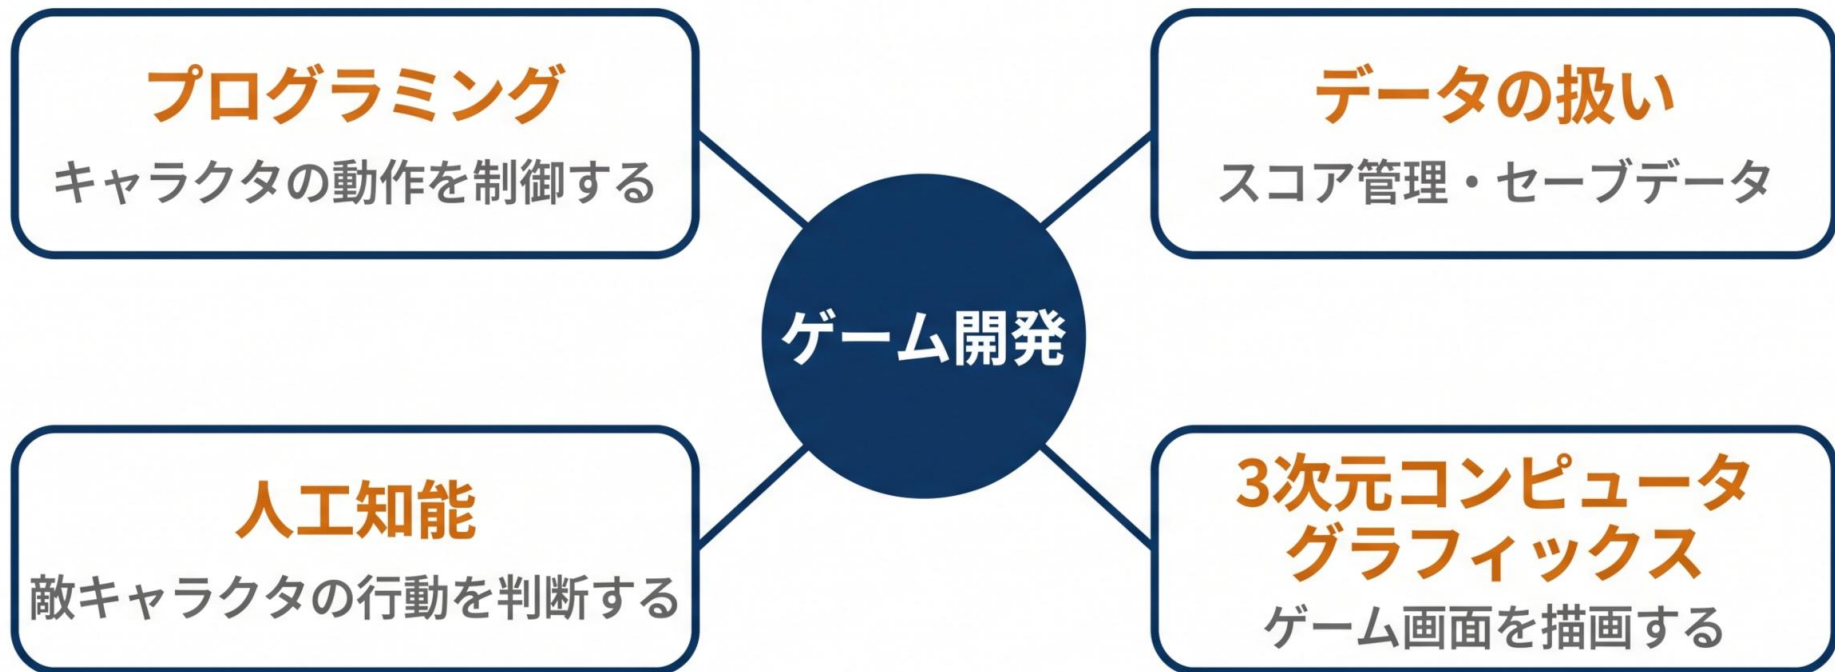 プログラミング
キャラクタの動作を制御する
データの扱い
スコア管理・セーブデータ
ゲーム開発
人工知能
敵キャラクタの行動を判断する
3次元コンピュータ
グラフィックス
ゲーム画面を描画する